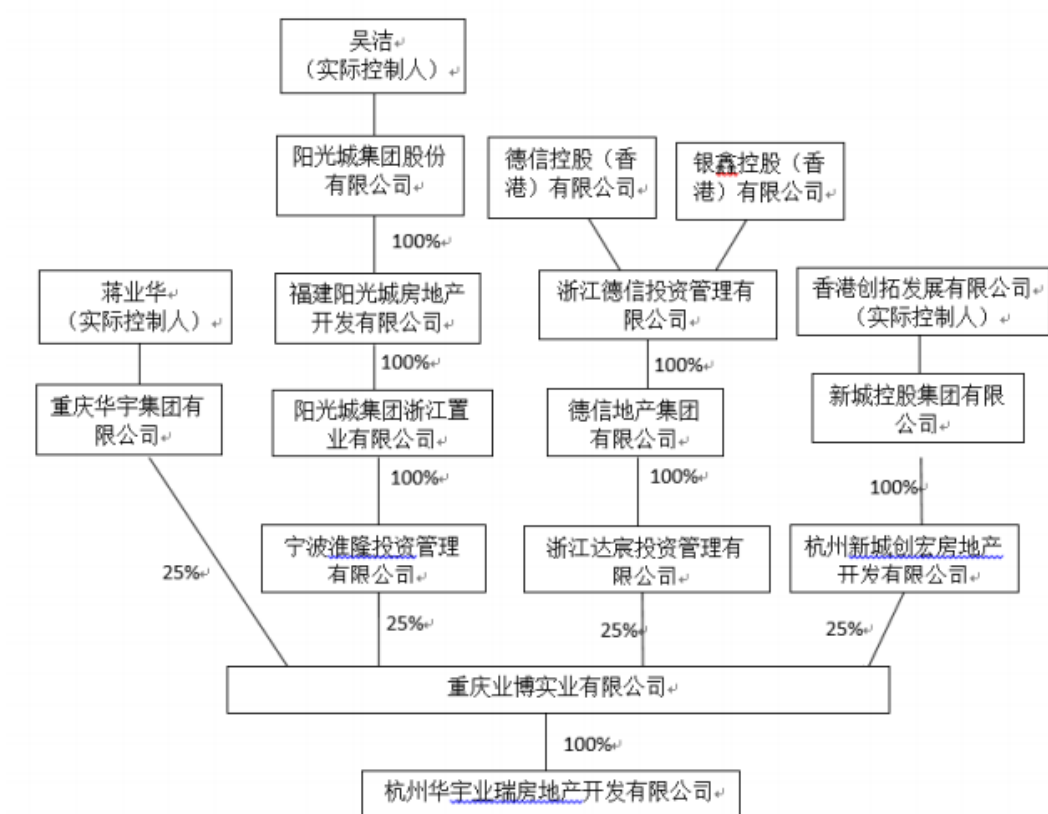 吴洁
（实际控制人）
阳光城集团股份
有限公司
德信控股（香
港）有限公司
银鑫控股（香
港）有限公司
100%
蒋业华
（实际控制人）
福建阳光城房地产
开发有限公司
浙江德信投资管理有
限公司
香港创拓发展有限公司
（实际控制人）
100%
100%
重庆华宇集团有
限公司
阳光城集团浙江置
业有限公司
德信地产集团
有限公司
新城控股集团有限
公司
100%
100%
100%
宁波淮隆投资管理
有限公司
浙江达宸投资管理有
限公司
杭州新城创宏房地产
开发有限公司
25%
25%
25%
25%
重庆业博实业有限公司
100%
杭州华宇业瑞房地产开发有限公司